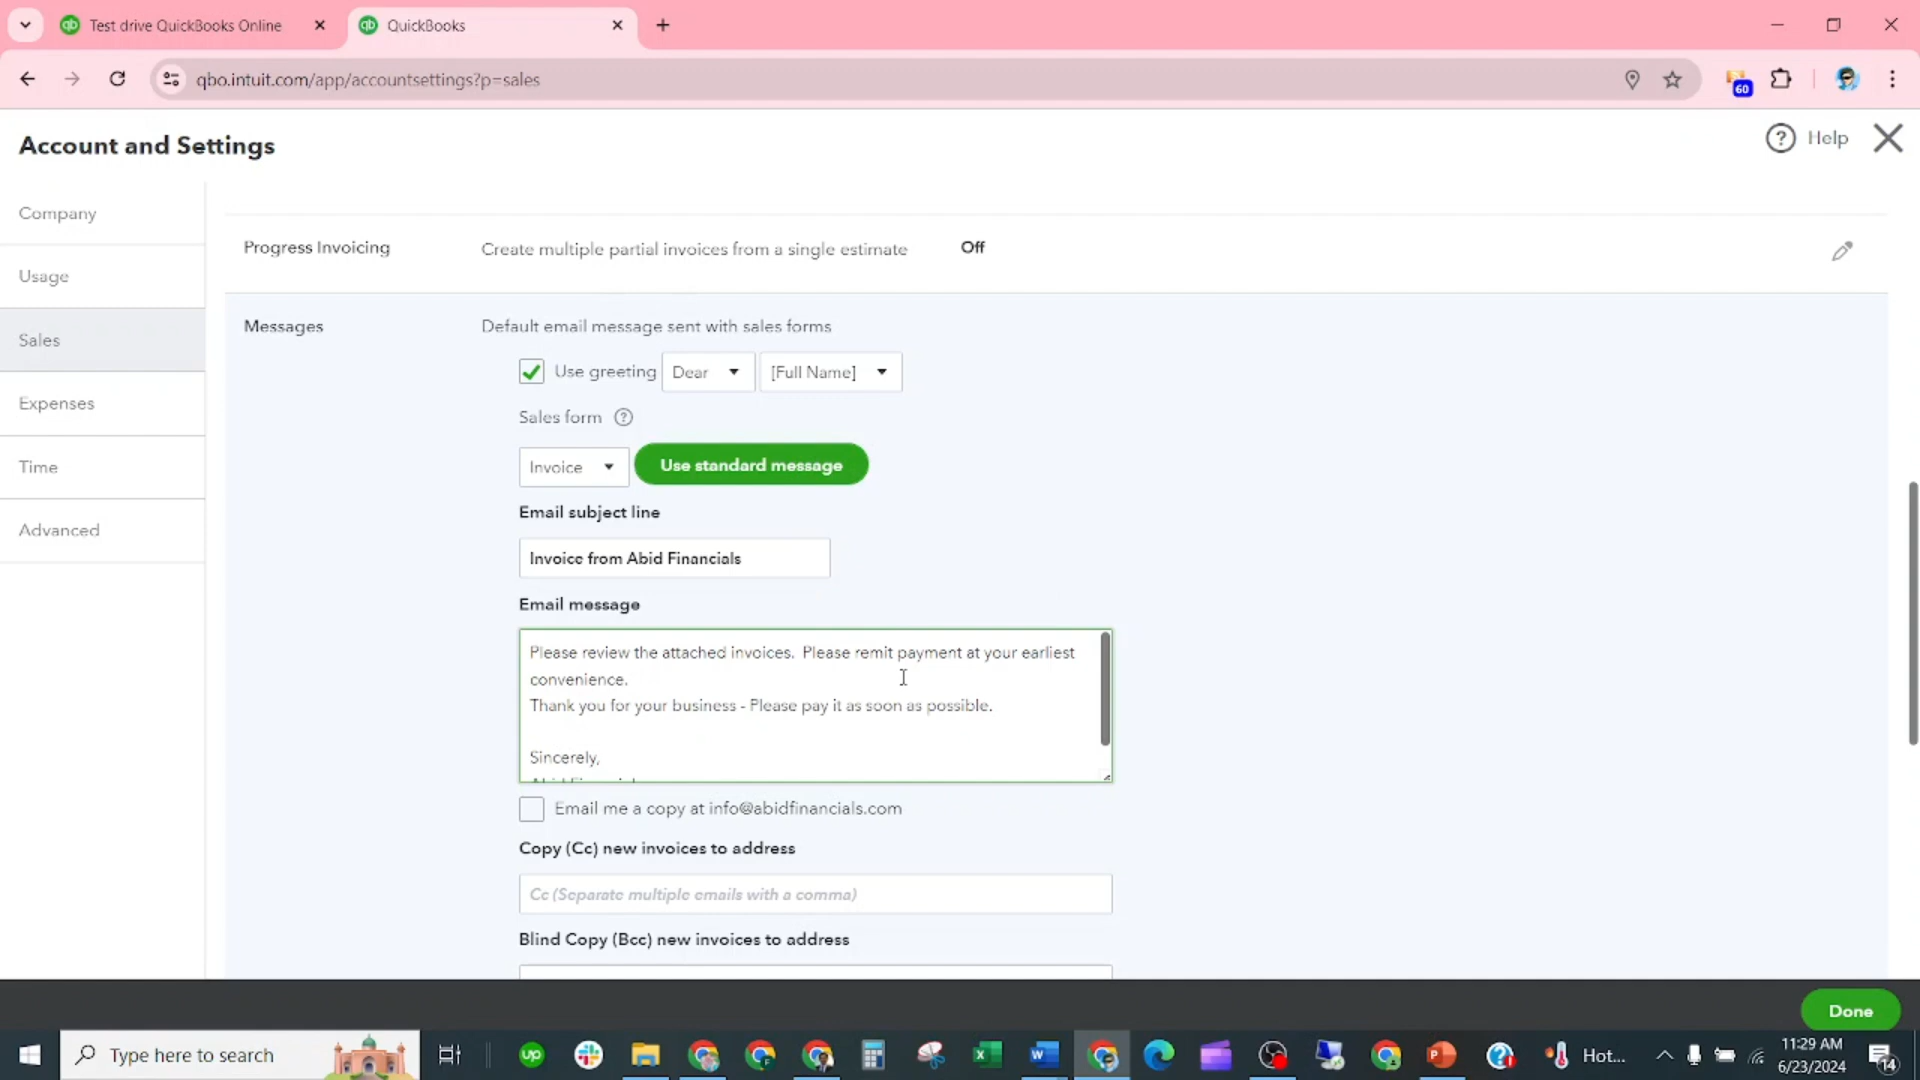 Test drive QuickBooks Online
QuickBooks
qbo.intuit.com/app/accountsettings?p=sales
60
Account and Settings
Help
Company
Usage
Sales
Expenses
Time
Advanced
Progress Invoicing
Create multiple partial invoices from a single estimate
Off
Messages
Default email message sent with sales forms
Use greeting
Dear
[Full Name]
Sales form
Invoice
Use standard message
Email subject line
Invoice from Abid Financials
Email message
Please review the attached invoices.  Please remit payment at your earliest
convenience.
Thank you for your business - Please pay it as soon as possible.
Sincerely,
Email me a copy at info@abidfinancials.com
Copy (Cc) new invoices to address
Cc (Separate multiple emails with a comma)
Blind Copy (Bcc) new invoices to address
Done
Type here to search
Hot...
11:29 AM
6/23/2024
14